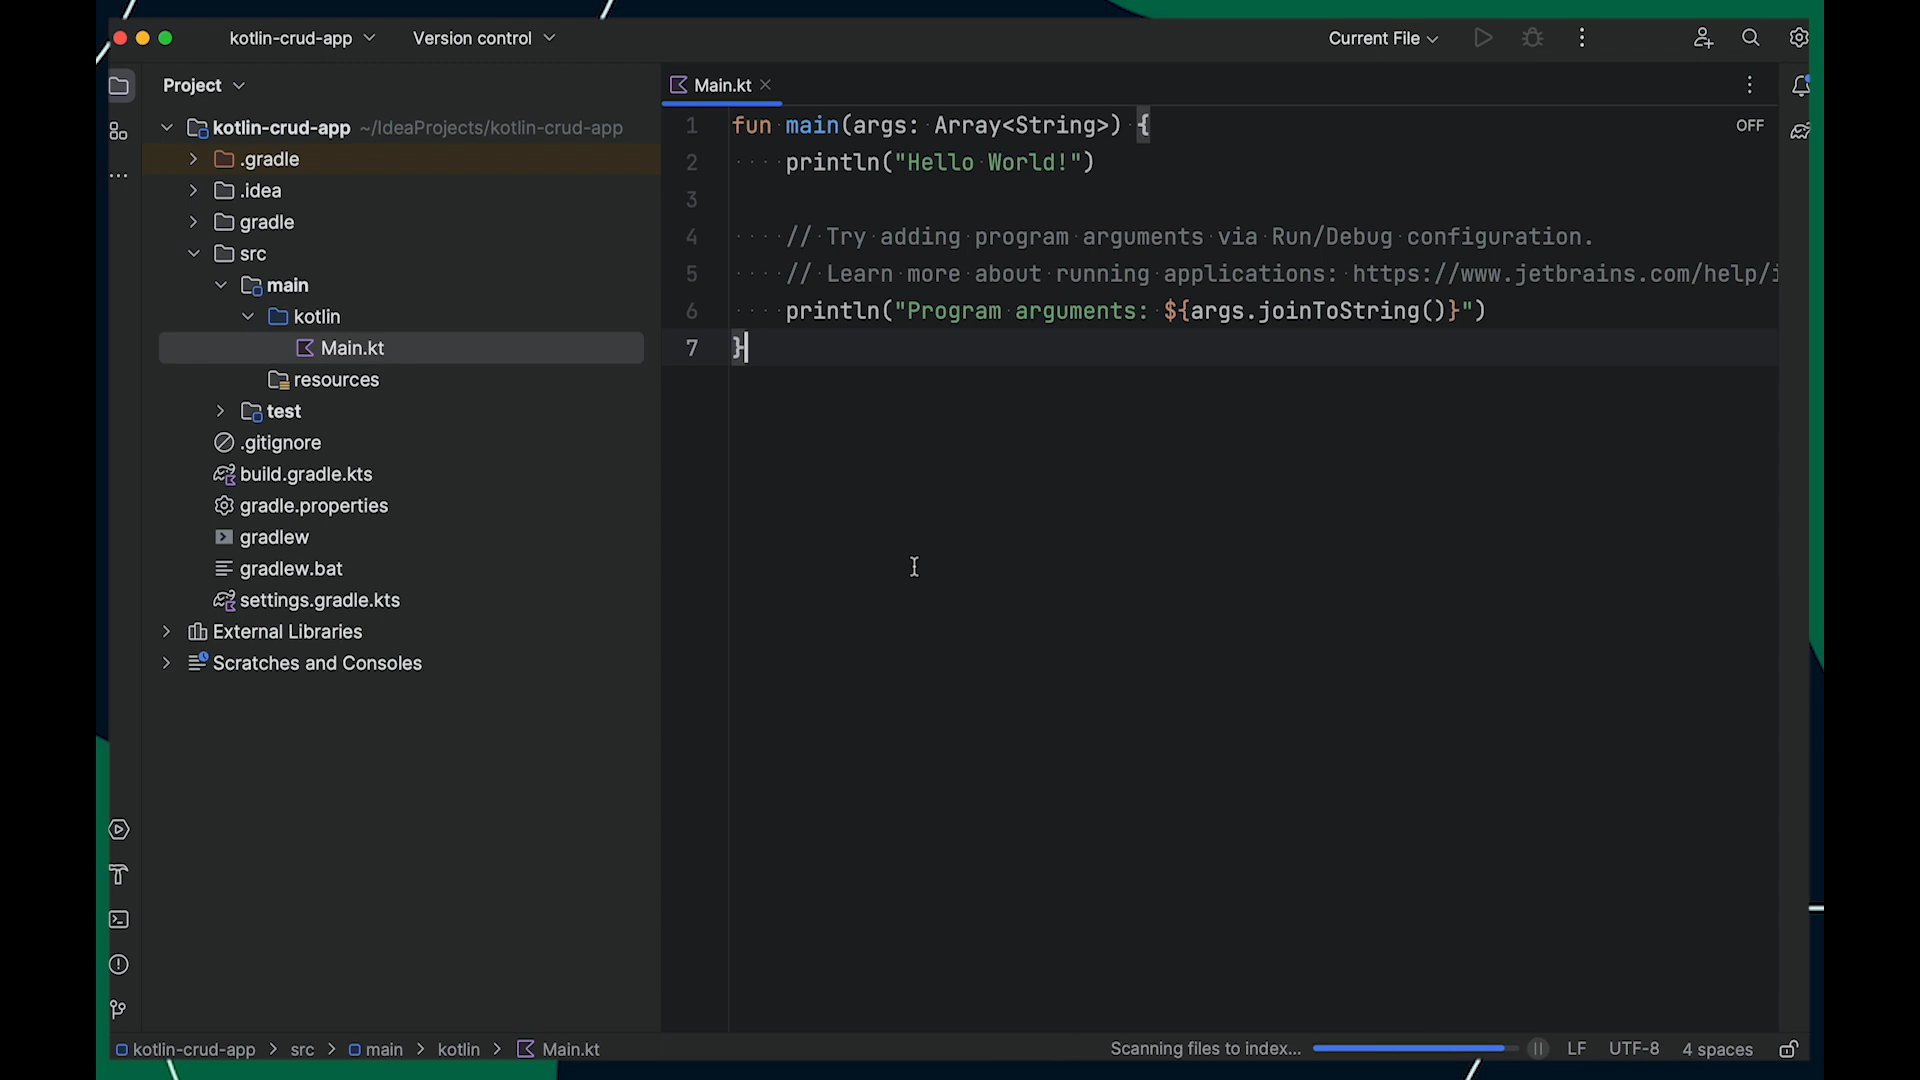 kotlin-crud-app
Version control
Current File
Project
Main.kt
kotlin-crud-app ~/IdeaProjects/kotlin-crud-app
.gradle
.idea
gradle
src
main
kotlin
Main.kt
resources
test
.gitignore
build.gradle.kts
gradle.properties
gradlew
gradlew.bat
settings.gradle.kts
External Libraries
Scratches and Consoles
1 fun main(args: Array<String>) {
OFF
2 println("Hello World!")
3
4 // Try adding program arguments via Run/Debug configuration.
5 // Learn more about running applications: https://www.jetbrains.com/help/i
6 println("Program arguments: ${args.joinToString()}")
7 }
kotlin-crud-app > src > main > kotlin > Main.kt
Scanning files to index...
LF
UTF-8
4 spaces